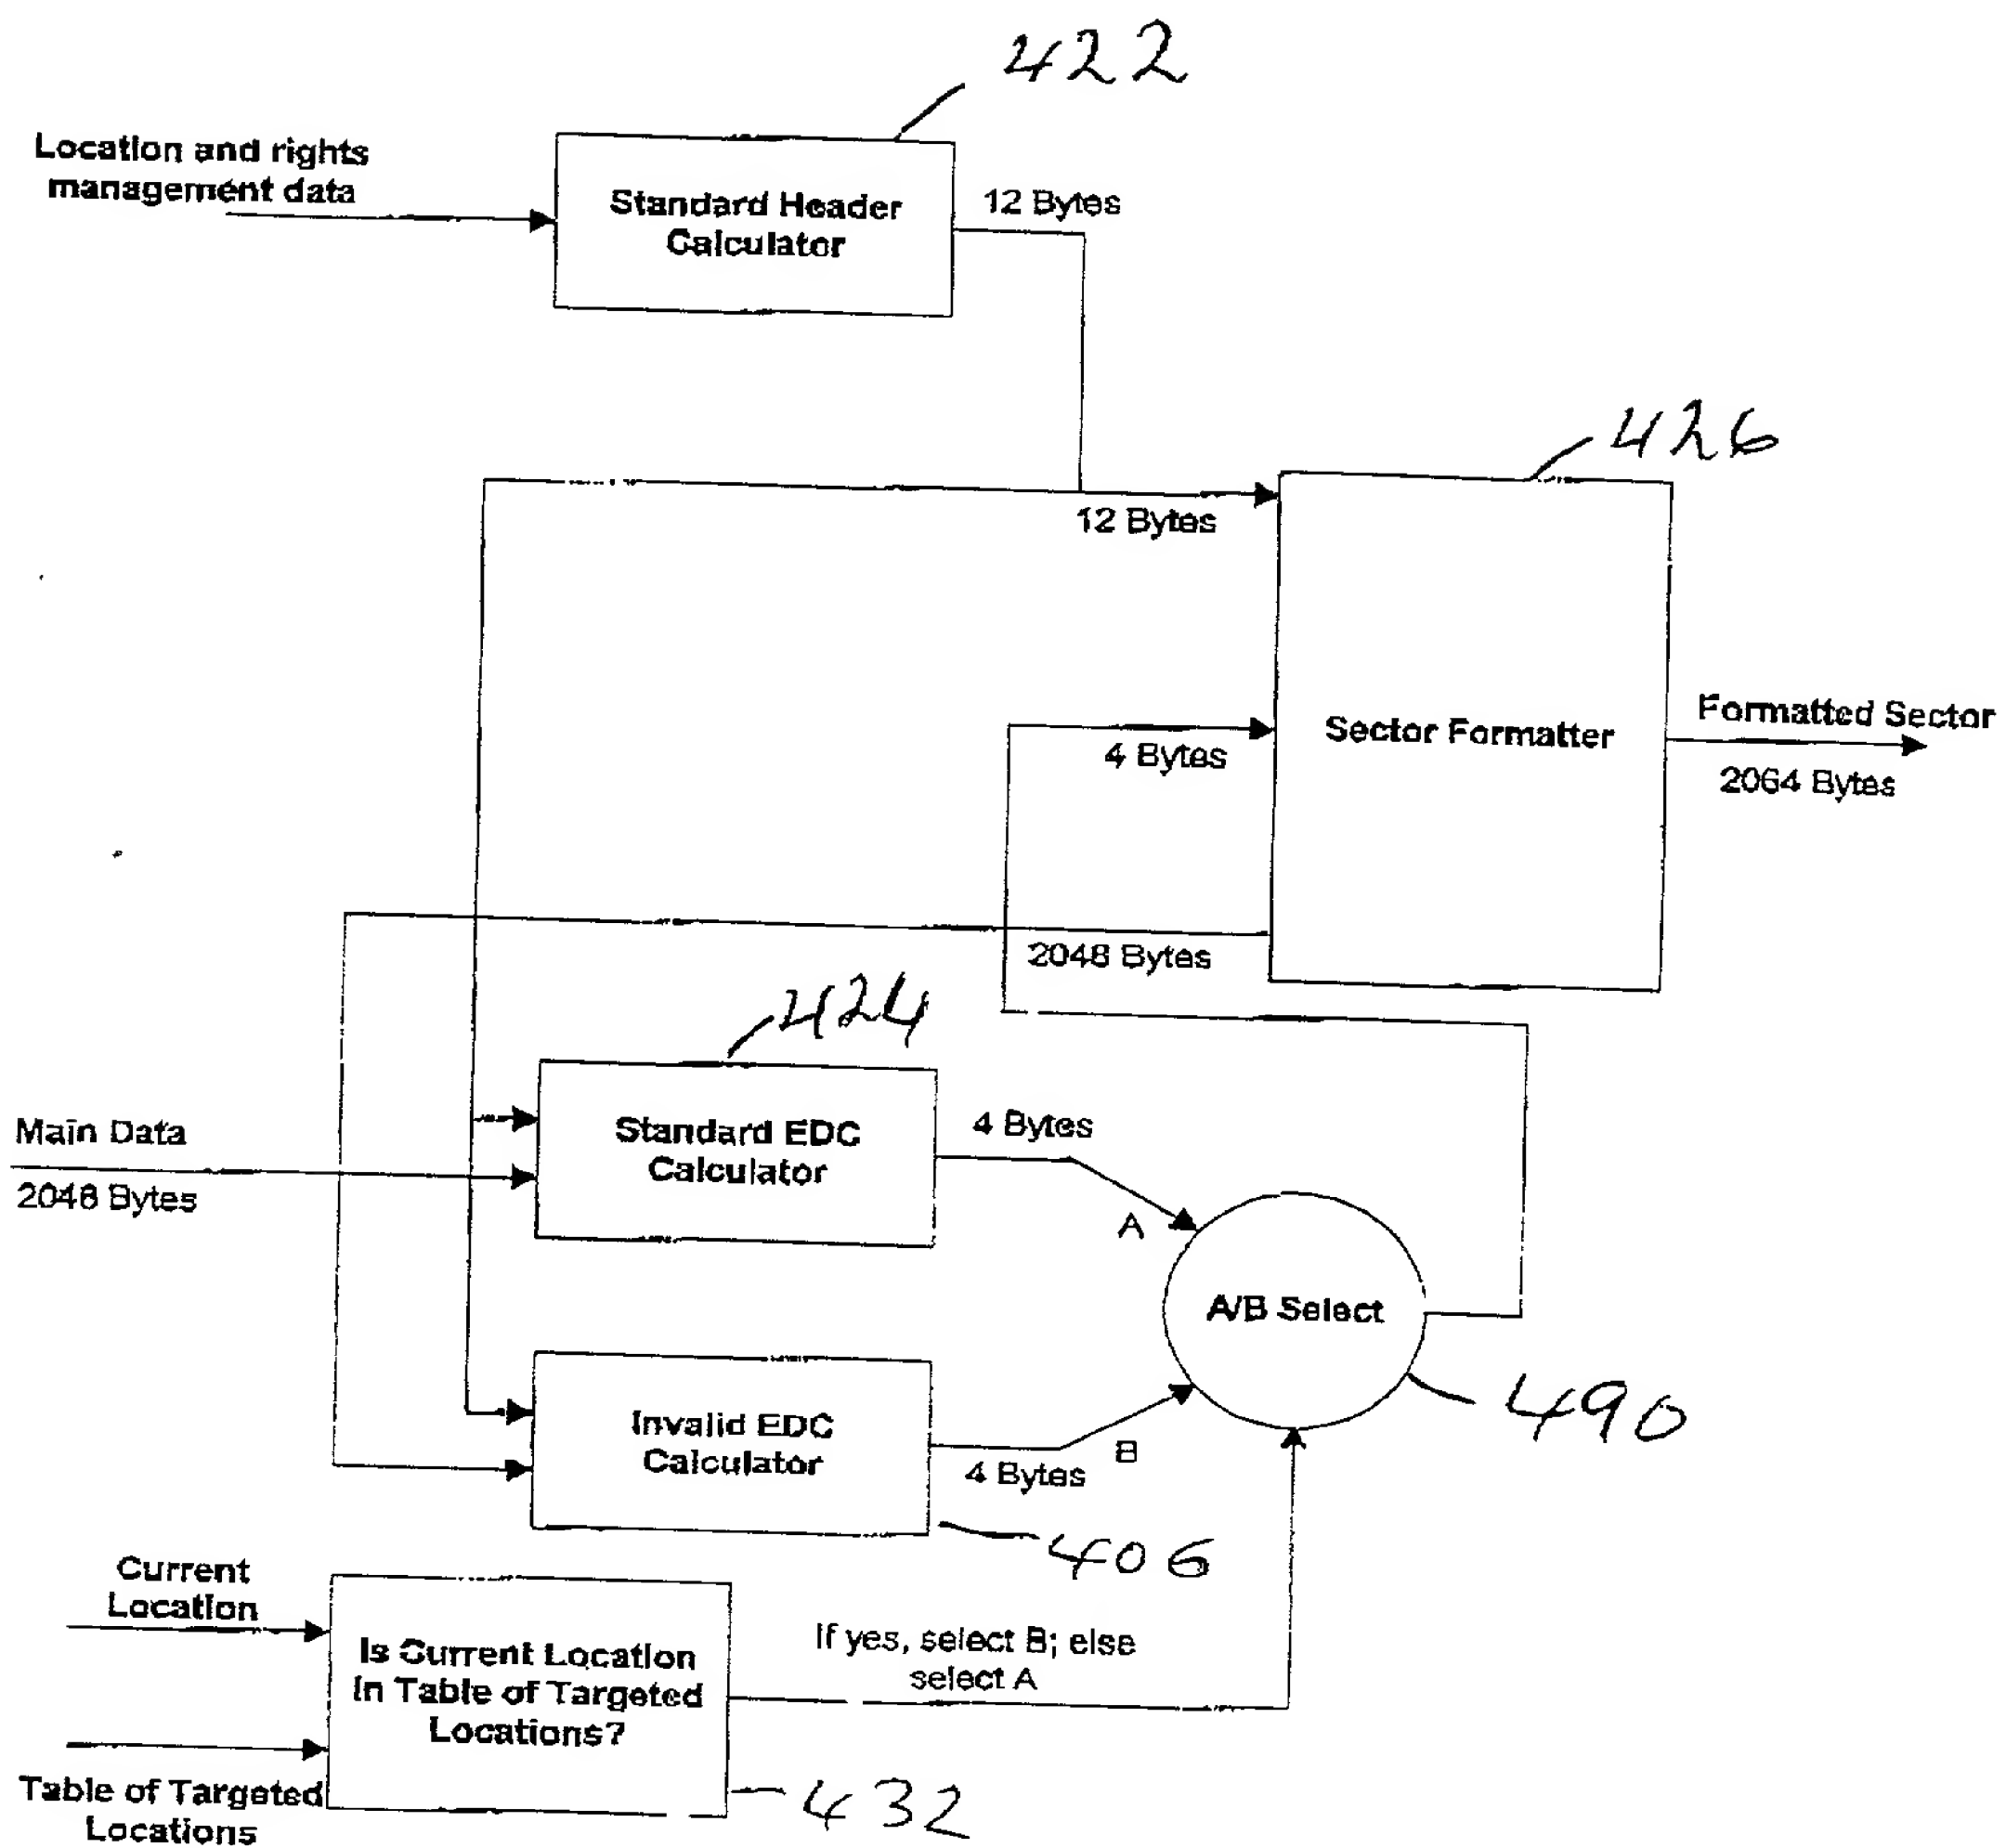 422
Location and rights
management data
Standard Header
Calculator
12 Bytes
426
12 Bytes
4 Bytes
Sector Formatter
Formatted Sector
2064 Bytes
2048 Bytes
424
Main Data
2048 Bytes
Standard EDC
Calculator
4 Bytes
A
A/B Select
490
Invalid EDC
Calculator
4 Bytes
B
406
Current
Location
Is Current Location
In Table of Targeted
Locations?
If yes, select B; else
select A
Table of Targeted
Locations
432